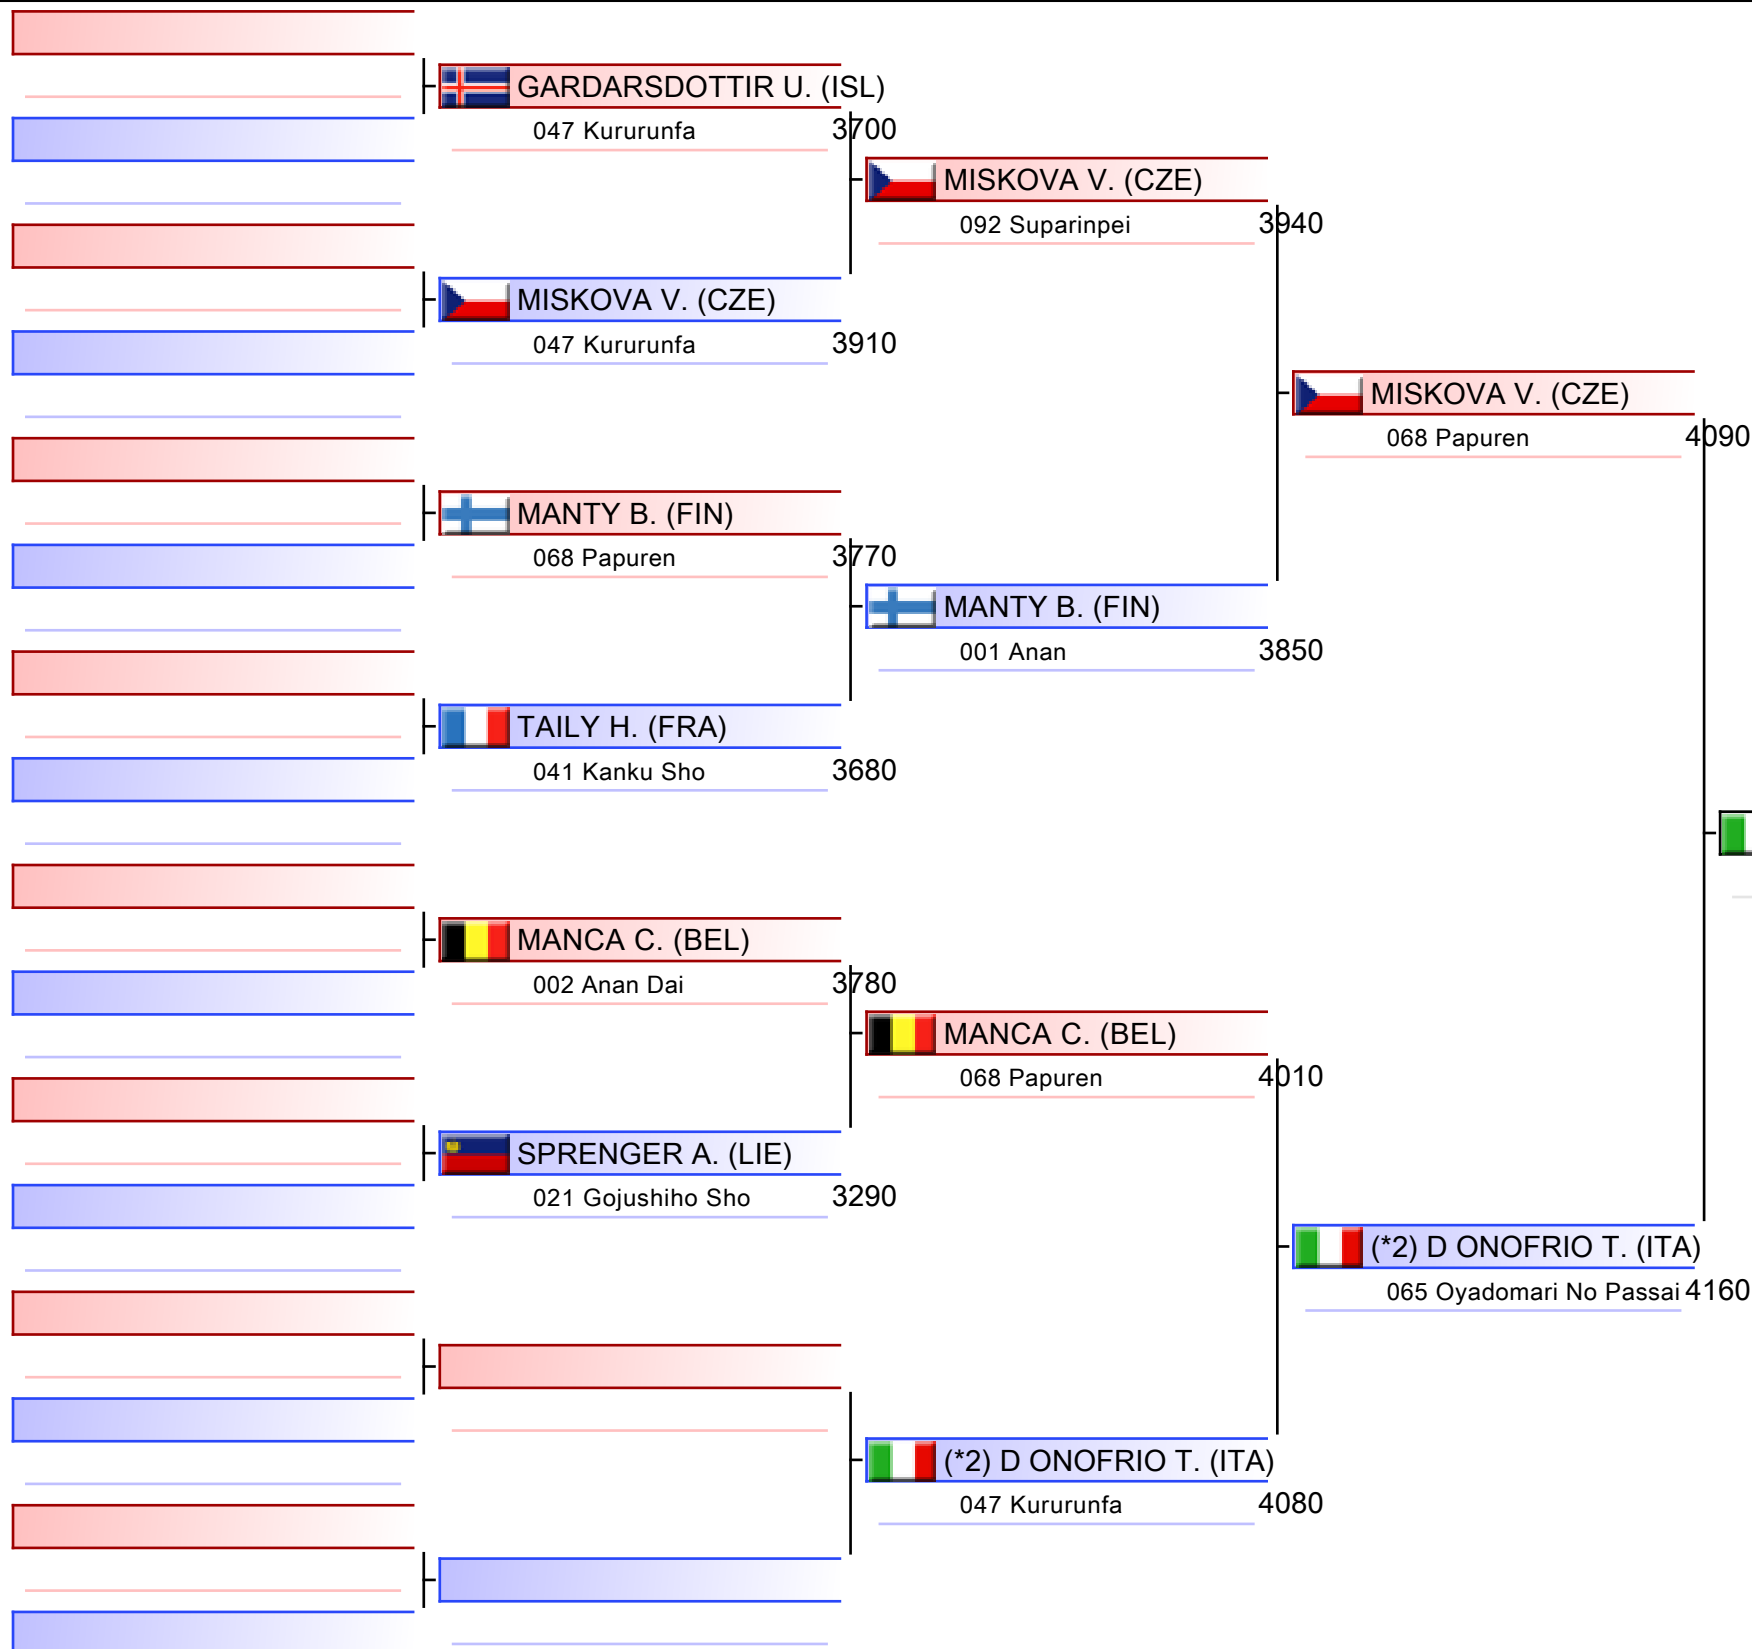 GARDARSDOTTIR U. (ISL)
047 Kururunfa 3700
MISKOVA V. (CZE)
047 Kururunfa 3910
MANTY B. (FIN)
068 Papuren 3770
TAILY H. (FRA)
041 Kanku Sho 3680
MANCA C. (BEL)
002 Anan Dai 3780
SPRENGER A. (LIE)
021 Gojushiho Sho 3290
MISKOVA V. (CZE)
092 Suparinpei 3940
MANTY B. (FIN)
001 Anan 3850
MANCA C. (BEL)
068 Papuren 4010
(*2) D ONOFRIO T. (ITA)
047 Kururunfa 4080
MISKOVA V. (CZE)
068 Papuren 4090
(*2) D ONOFRIO T. (ITA)
065 Oyadomari No Passai 4160